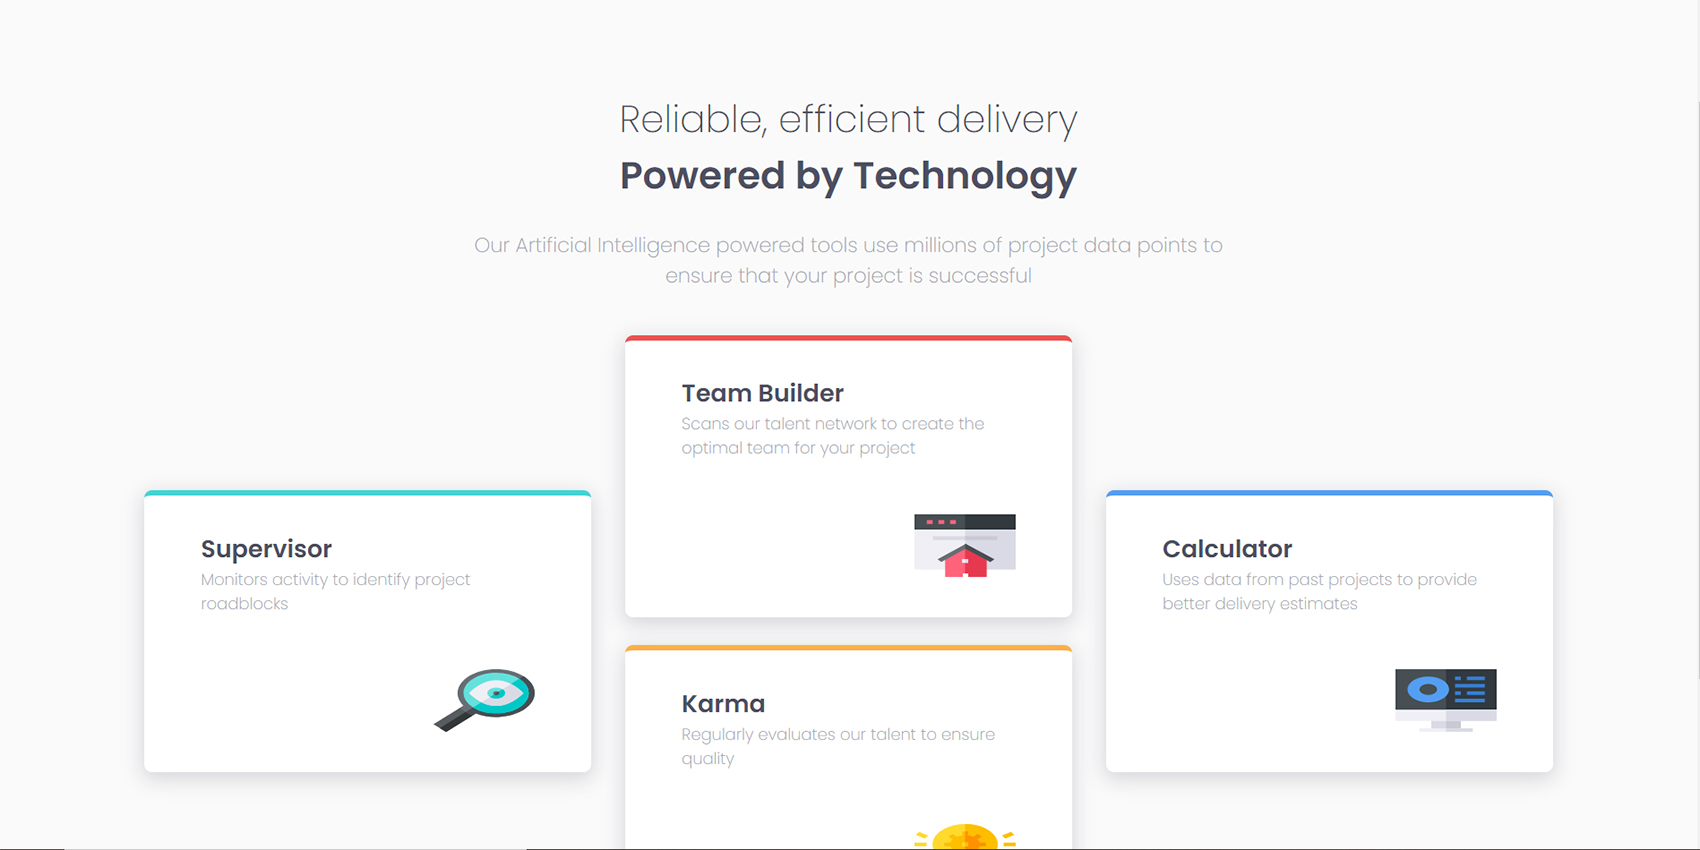 Reliable, efficient delivery
Powered by Technology
Our Artificial Intelligence powered tools use millions of project data points to
ensure that your project is successful
Team Builder
Scans our talent network to create the
optimal team for your project
Supervisor
Monitors activity to identify project
roadblocks
Calculator
Uses data from past projects to provide
better delivery estimates
Karma
Regularly evaluates our talent to ensure
quality